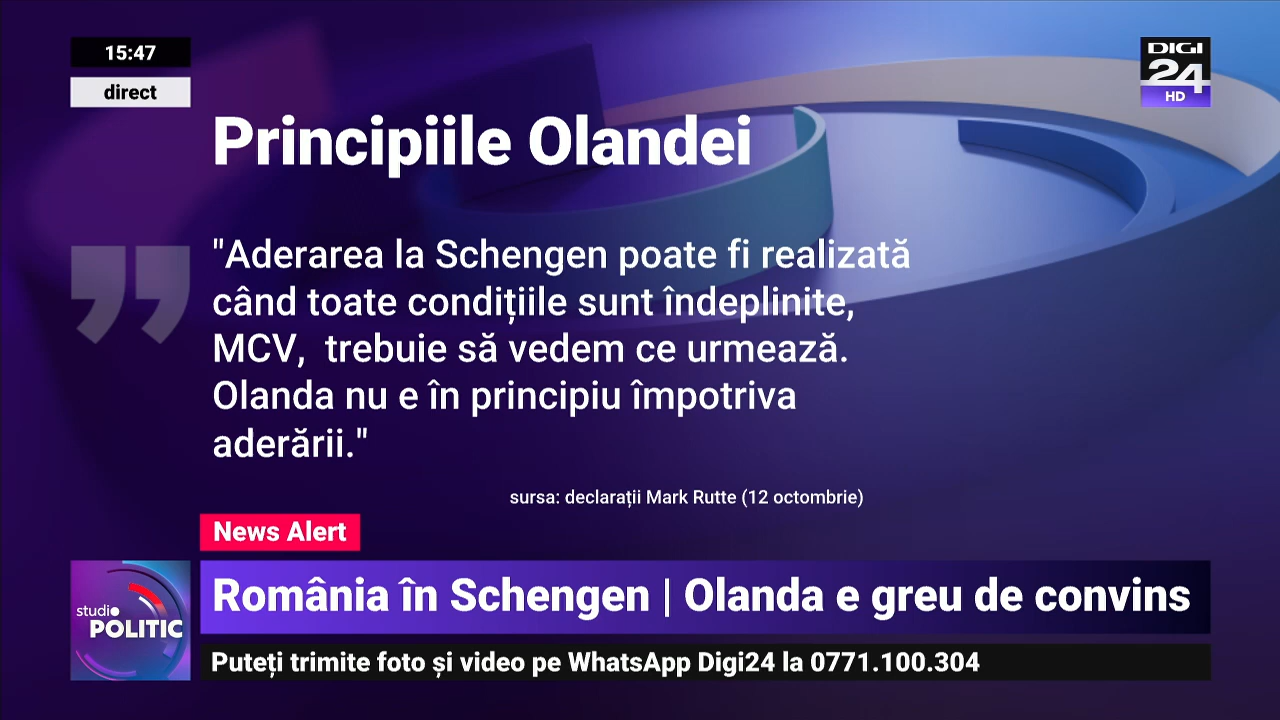 15:47
direct
DIGI
24
HD
Principiile Olandei
"Aderarea la Schengen poate fi realizată
când toate condițiile sunt îndeplinite,
MCV, trebuie să vedem ce urmează.
Olanda nu e în principiu împotriva
aderării."
sursa: declarații Mark Rutte (12 octombrie)
News Alert
studio
POLITIC
România în Schengen | Olanda e greu de convins
Puteți trimite foto și video pe WhatsApp Digi24 la 0771.100.304